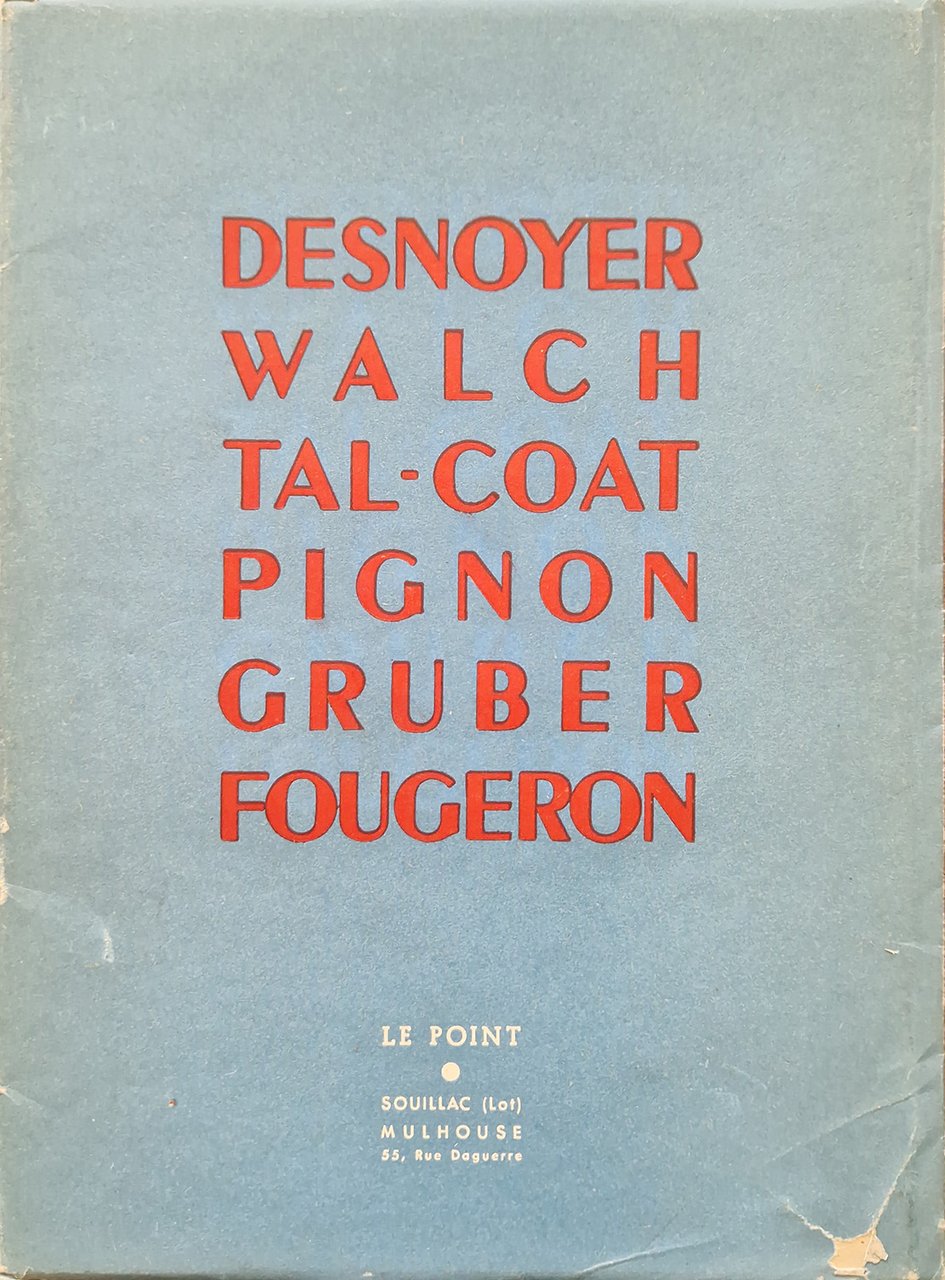 DESNOYER
WALCH
TAL-COAT
PIGNON
GRUBER
FOUGERON
LE POINT
SOUILLAC (Lot)
MULHOUSE
55, Rue Daguerre